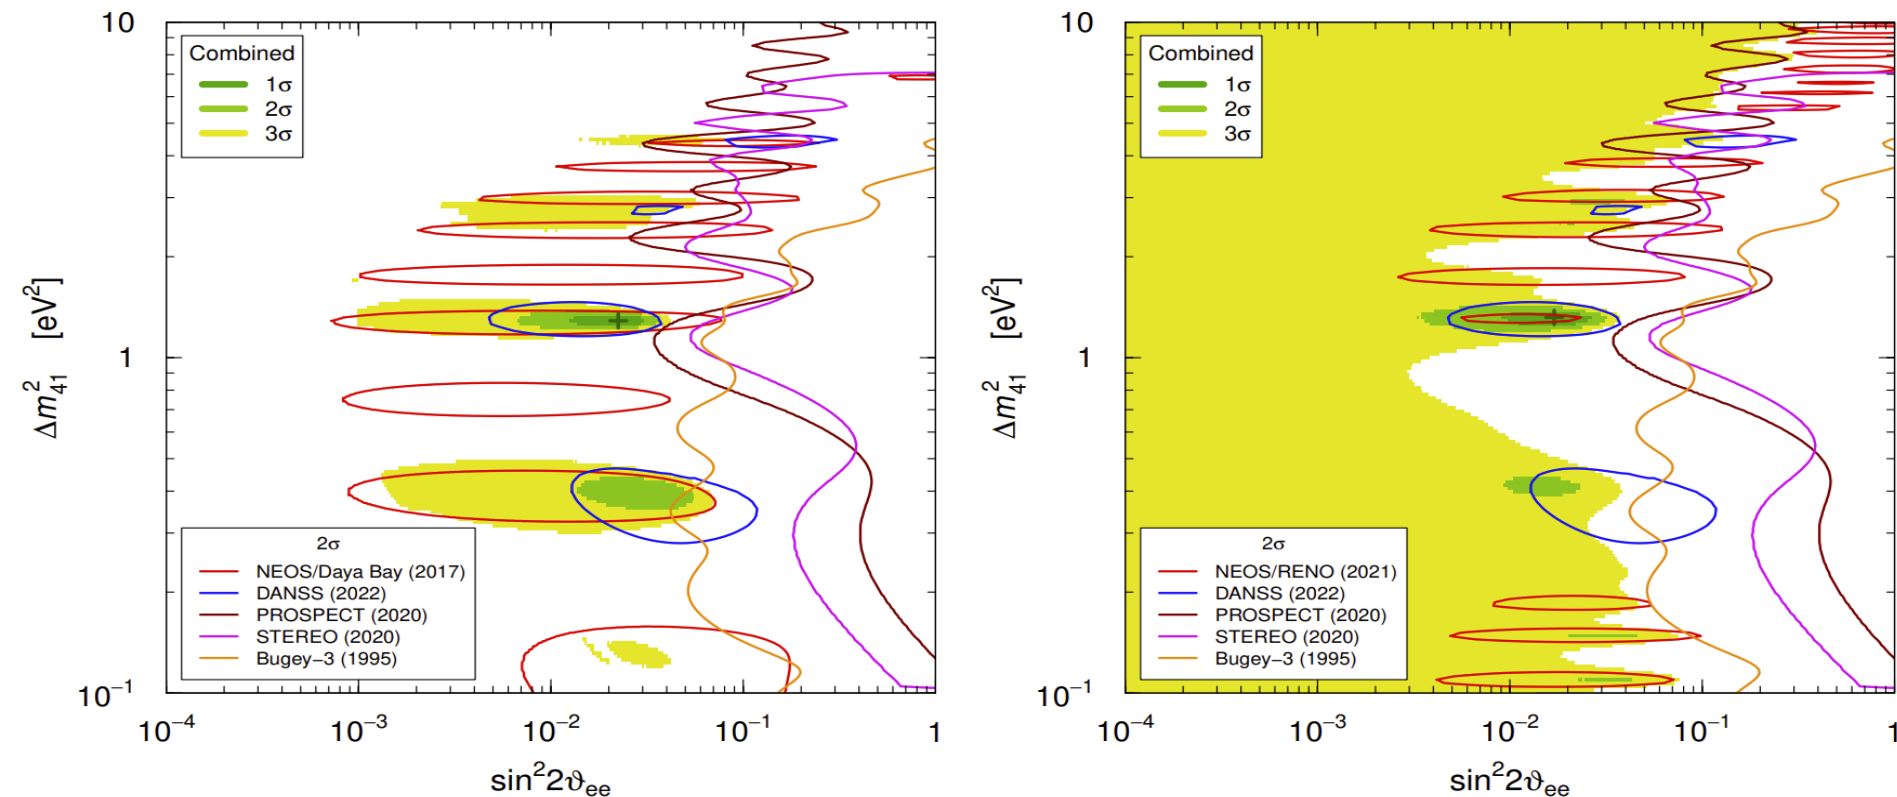 10
Combined
1σ
2σ
3σ
Δm²₄₁ [eV²]
1
2σ
NEOS/Daya Bay (2017)
DANSS (2022)
PROSPECT (2020)
STEREO (2020)
Bugey−3 (1995)
10⁻¹
10⁻⁴ 10⁻³ 10⁻² 10⁻¹ 1
sin²2ϑee
10
Combined
1σ
2σ
3σ
Δm²₄₁ [eV²]
1
2σ
NEOS/RENO (2021)
DANSS (2022)
PROSPECT (2020)
STEREO (2020)
Bugey−3 (1995)
10⁻¹
10⁻⁴ 10⁻³ 10⁻² 10⁻¹ 1
sin²2ϑee